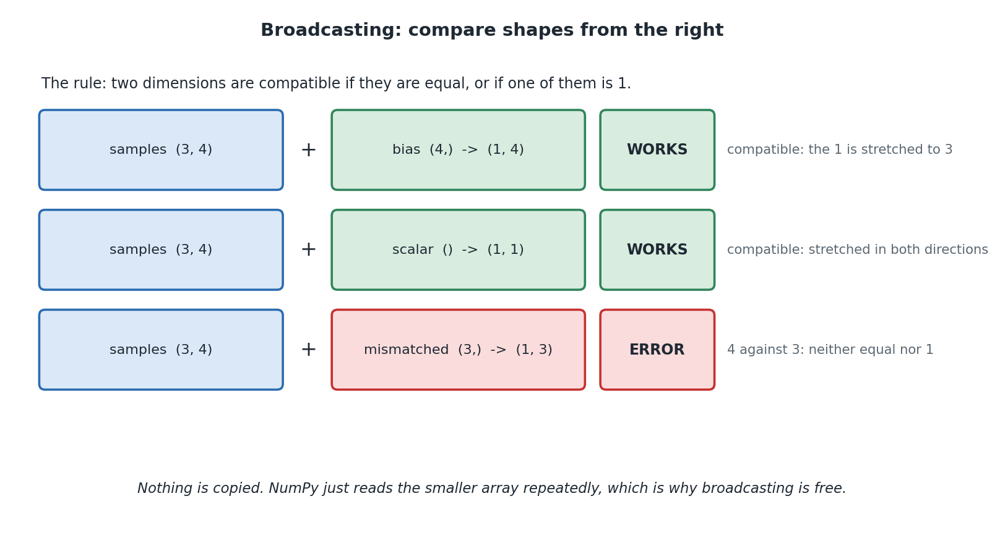 Broadcasting: compare shapes from the right
The rule: two dimensions are compatible if they are equal, or if one of them is 1.
samples (3, 4) + bias (4,) -> (1, 4) WORKS compatible: the 1 is stretched to 3
samples (3, 4) + scalar () -> (1, 1) WORKS compatible: stretched in both directions
samples (3, 4) + mismatched (3,) -> (1, 3) ERROR 4 against 3: neither equal nor 1
Nothing is copied. NumPy just reads the smaller array repeatedly, which is why broadcasting is free.